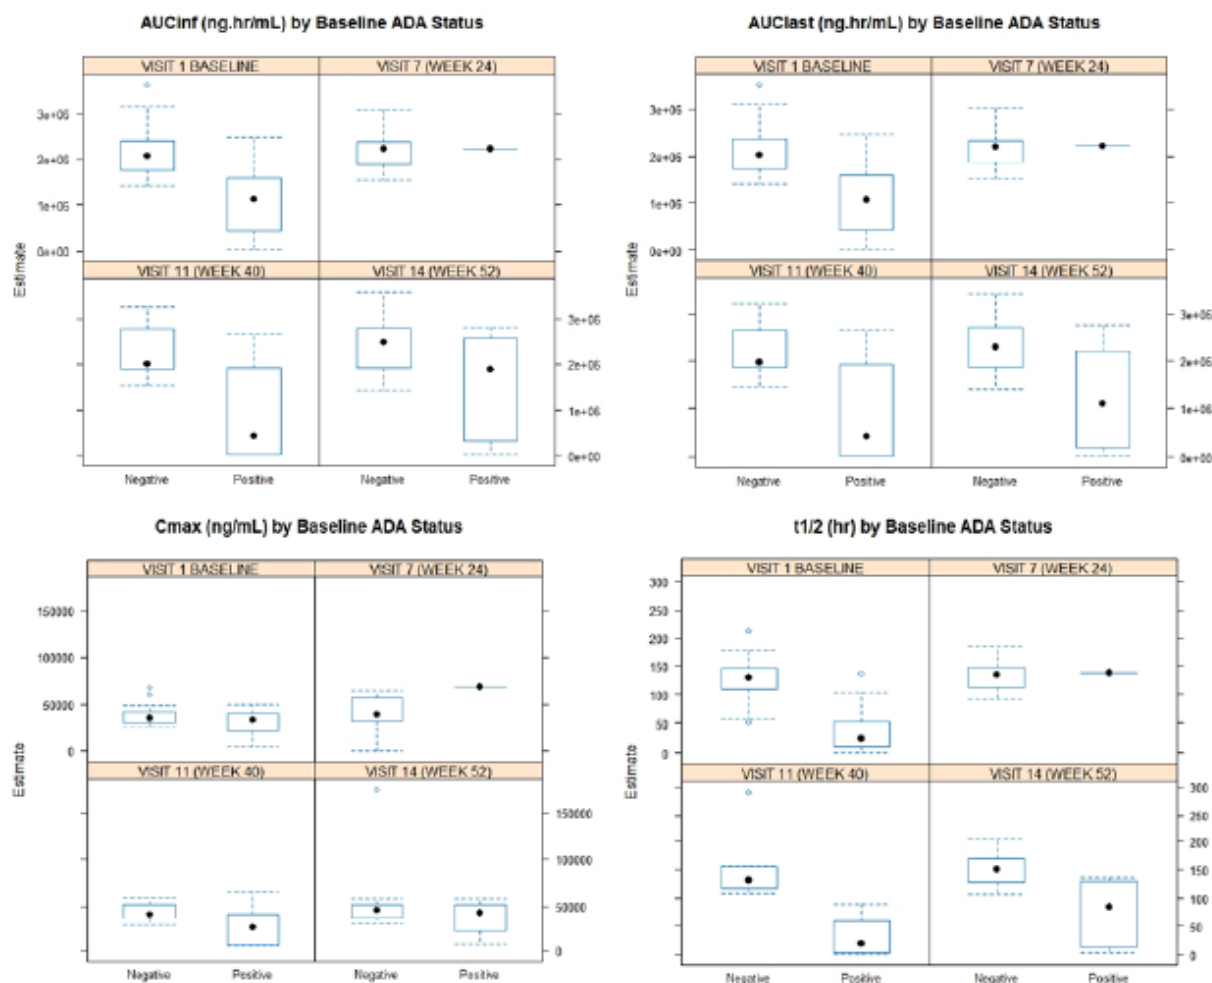 AUCinf (ng.hr/mL) by Baseline ADA Status
VISIT 1 BASELINE
VISIT 7 (WEEK 24)
3e+06
2e+06
1e+06
0e+00
Estimate
VISIT 11 (WEEK 40)
VISIT 14 (WEEK 52)
3e+06
2e+06
1e+06
0e+00
Negative
Positive
Negative
Positive
AUClast (ng.hr/mL) by Baseline ADA Status
VISIT 1 BASELINE
VISIT 7 (WEEK 24)
3e+06
2e+06
1e+06
0e+00
Estimate
VISIT 11 (WEEK 40)
VISIT 14 (WEEK 52)
3e+06
2e+06
1e+06
0e+00
Negative
Positive
Negative
Positive
Cmax (ng/mL) by Baseline ADA Status
VISIT 1 BASELINE
VISIT 7 (WEEK 24)
150000
100000
50000
0
Estimate
VISIT 11 (WEEK 40)
VISIT 14 (WEEK 52)
150000
100000
50000
0
Negative
Positive
Negative
Positive
t1/2 (hr) by Baseline ADA Status
VISIT 1 BASELINE
VISIT 7 (WEEK 24)
300
250
200
150
100
50
0
Estimate
VISIT 11 (WEEK 40)
VISIT 14 (WEEK 52)
300
250
200
150
100
50
0
Negative
Positive
Negative
Positive